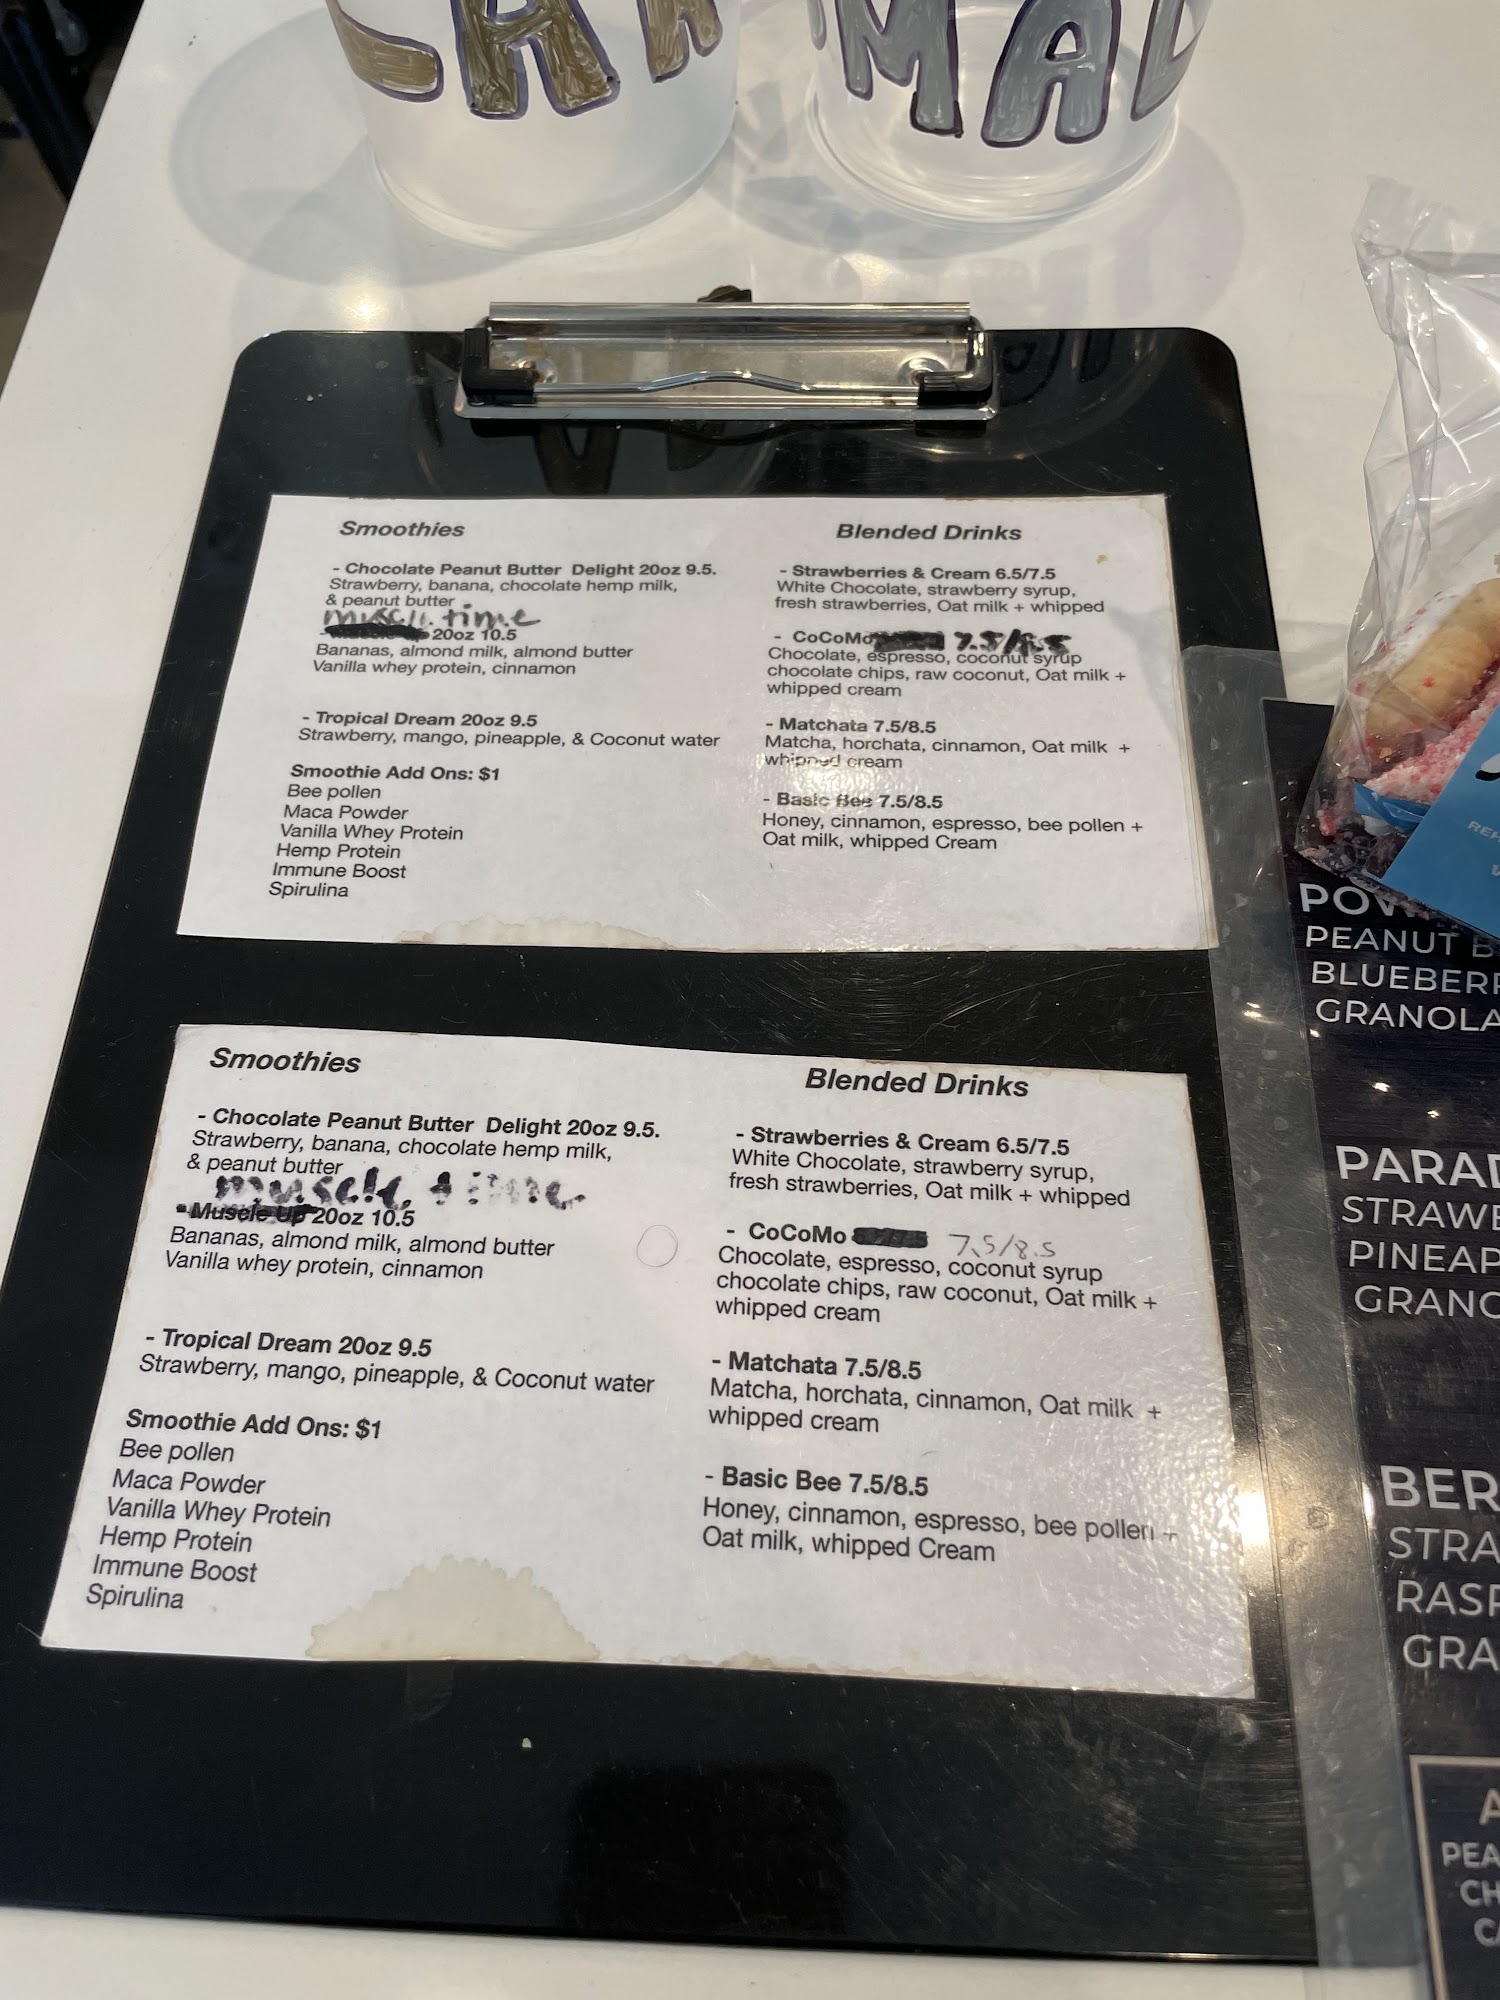 MAL
Smoothies
- Chocolate Peanut Butter Delight 20oz 9.5.
Strawberry, banana, chocolate hemp milk,
& peanut butter
time
20oz 10.5
Bananas, almond milk, almond butter
Vanilla whey protein, cinnamon
- Tropical Dream 20oz 9.5
Strawberry, mango, pineapple, & Coconut water
Smoothie Add Ons: $1
Bee pollen
Maca Powder
Vanilla Whey Protein
Hemp Protein
Immune Boost
Spirulina
Blended Drinks
- Strawberries & Cream 6.5/7.5
White Chocolate, strawberry syrup,
fresh strawberries, Oat milk + whipped
- CoCoMo 7.5/8.5
Chocolate, espresso, coconut syrup
chocolate chips, raw coconut, Oat milk +
whipped cream
- Matchata 7.5/8.5
Matcha, horchata, cinnamon, Oat milk +
whipped cream
- Basic Bee 7.5/8.5
Honey, cinnamon, espresso, bee pollen +
Oat milk, whipped Cream
Smoothies
- Chocolate Peanut Butter Delight 20oz 9.5.
Strawberry, banana, chocolate hemp milk,
& peanut butter
muscle time
- Muscle Up 20oz 10.5
Bananas, almond milk, almond butter
Vanilla whey protein, cinnamon
- Tropical Dream 20oz 9.5
Strawberry, mango, pineapple, & Coconut water
Smoothie Add Ons: $1
Bee pollen
Maca Powder
Vanilla Whey Protein
Hemp Protein
Immune Boost
Spirulina
Blended Drinks
- Strawberries & Cream 6.5/7.5
White Chocolate, strawberry syrup,
fresh strawberries, Oat milk + whipped
- CoCoMo 7.5/8.5
Chocolate, espresso, coconut syrup
chocolate chips, raw coconut, Oat milk +
whipped cream
- Matchata 7.5/8.5
Matcha, horchata, cinnamon, Oat milk +
whipped cream
- Basic Bee 7.5/8.5
Honey, cinnamon, espresso, bee pollen +
Oat milk, whipped Cream
PEANUT B
BLUEBER
GRANOLA
PARAD
STRAWB
PINEAP
GRANO
BER
STRA
RASP
GRA
A
PEA
CH